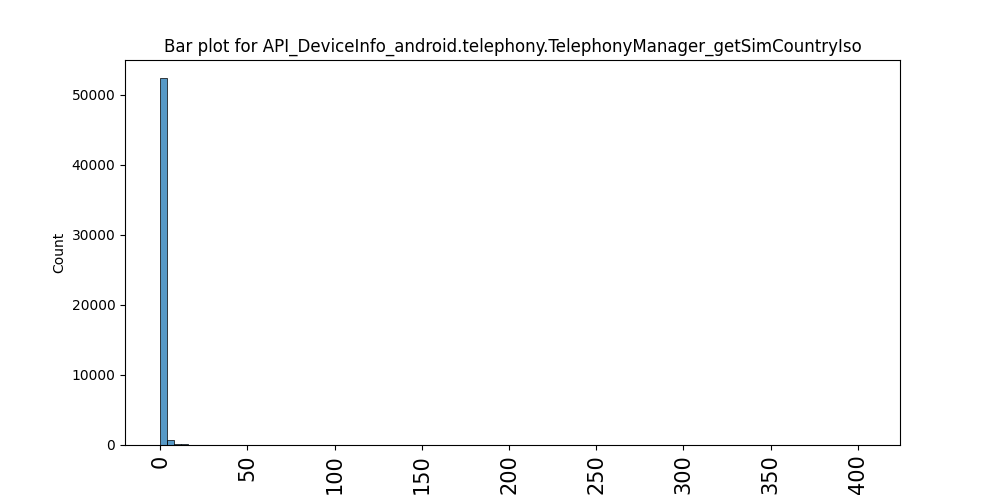 Bar plot for API_DeviceInfo_android.telephony.TelephonyManager_getSimCountryIso
50000
40000
30000
20000
10000
0
Count
0 50 100 150 200 250 300 350 400